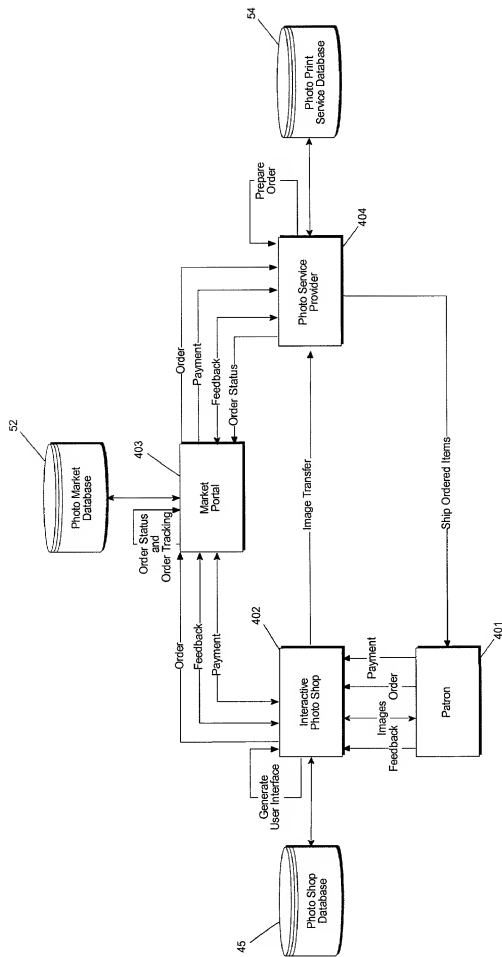 52
Photo Market
Database
403
Market
Portal
Order Status
and
Order Tracking
Order
Feedback
Payment
Order
Payment
Feedback
Order Status
Prepare
Order
54
Photo Print
Service Database
404
Photo Service
Provider
Image Transfer
Ship Ordered Items
402
Interactive
Photo Shop
Generate
User Interface
45
Photo Shop
Database
Feedback
Images
Order
Payment
401
Patron